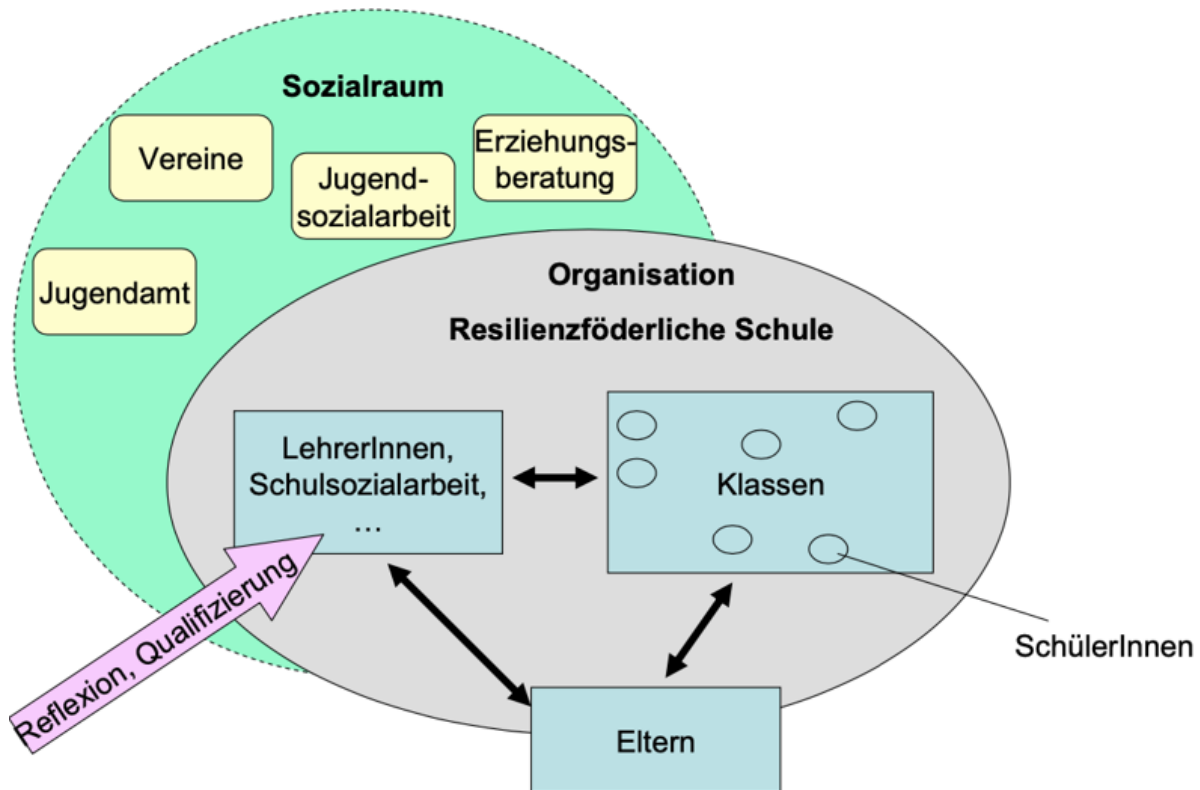 Sozialraum
Vereine
Jugend-
sozialarbeit
Erziehungs-
beratung
Jugendamt
Organisation
Resilienzföderliche Schule
LehrerInnen,
Schulsozialarbeit,
…
Klassen
Reflexion, Qualifizierung
SchülerInnen
Eltern